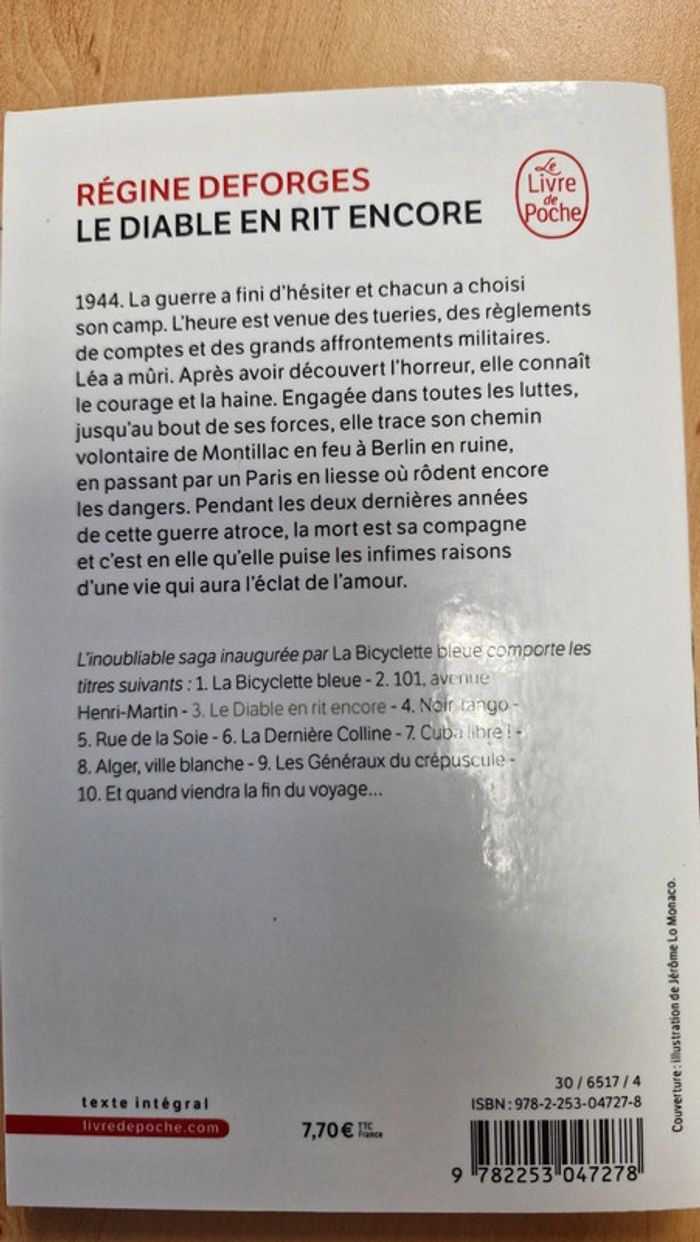 RÉGINE DEFORGES
LE DIABLE EN RIT ENCORE
Le
Livre
de
Poche
1944. La guerre a fini d'hésiter et chacun a choisi
son camp. L'heure est venue des tueries, des règlements
de comptes et des grands affrontements militaires.
Léa a mûri. Après avoir découvert l'horreur, elle connaît
le courage et la haine. Engagée dans toutes les luttes,
jusqu'au bout de ses forces, elle trace son chemin
volontaire de Montillac en feu à Berlin en ruine,
en passant par un Paris en liesse où rôdent encore
les dangers. Pendant les deux dernières années
de cette guerre atroce, la mort est sa compagne
et c'est en elle qu'elle puise les infimes raisons
d'une vie qui aura l'éclat de l'amour.
L'inoubliable saga inaugurée par La Bicyclette bleue comporte les
titres suivants : 1. La Bicyclette bleue - 2. 101, avenue
Henri-Martin - 3. Le Diable en rit encore - 4. Noir tango -
5. Rue de la Soie - 6. La Dernière Colline - 7. Cuba libre ! -
8. Alger, ville blanche - 9. Les Généraux du crépuscule -
10. Et quand viendra la fin du voyage...
Couverture : illustration de Jérôme Lo Monaco.
texte intégral
livredepoche.com
7,70 € TTC
France
30 / 6517 / 4
ISBN : 978-2-253-04727-8
9 782253 047278